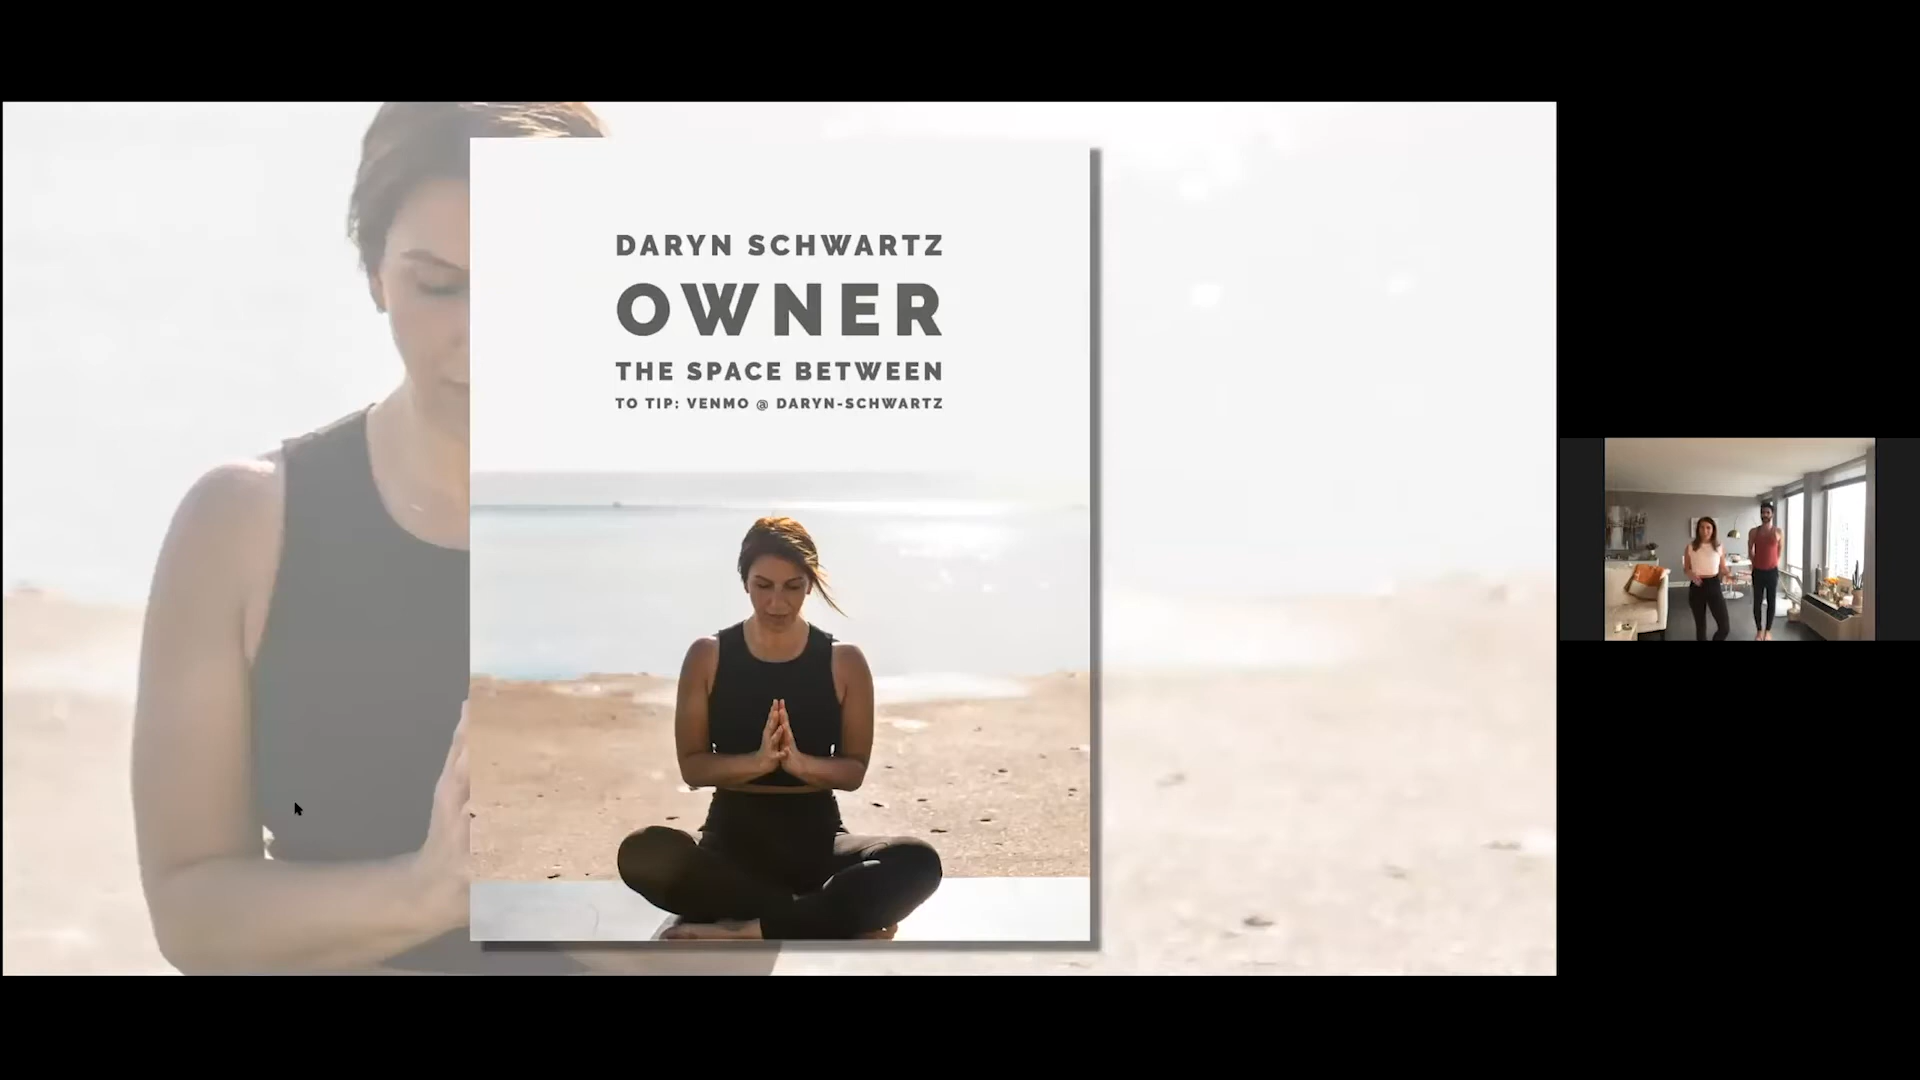 DARYN SCHWARTZ
OWNER
THE SPACE BETWEEN
TO TIP: VENMO @ DARYN-SCHWARTZ